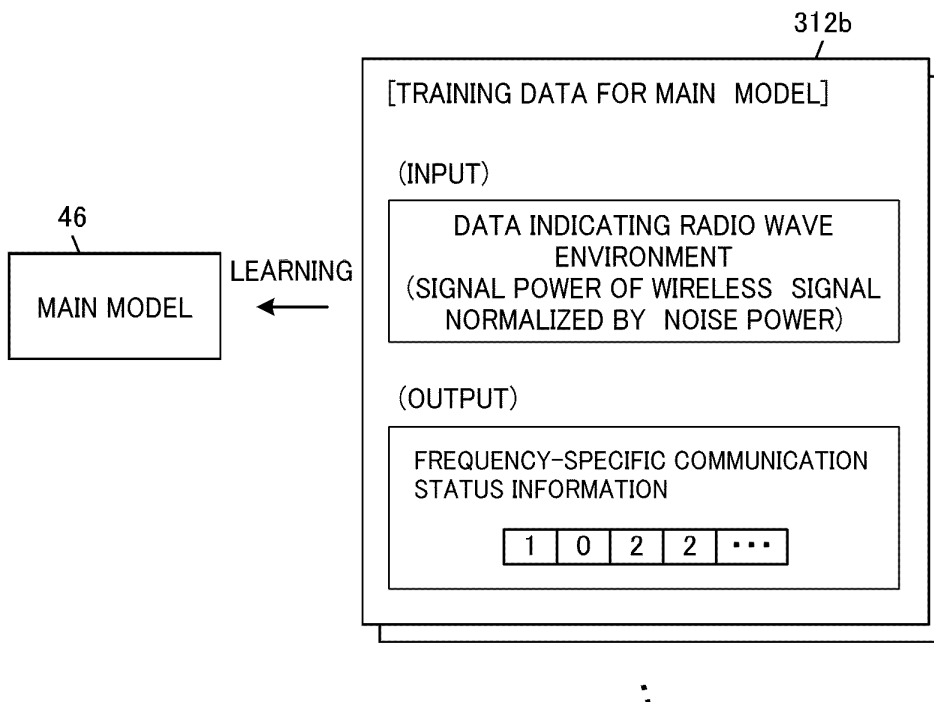 312b
[TRAINING DATA FOR MAIN MODEL]
(INPUT)
DATA INDICATING RADIO WAVE
ENVIRONMENT
(SIGNAL POWER OF WIRELESS SIGNAL
NORMALIZED BY NOISE POWER)
46
MAIN MODEL
LEARNING
(OUTPUT)
FREQUENCY-SPECIFIC COMMUNICATION
STATUS INFORMATION
1 0 2 2 ···